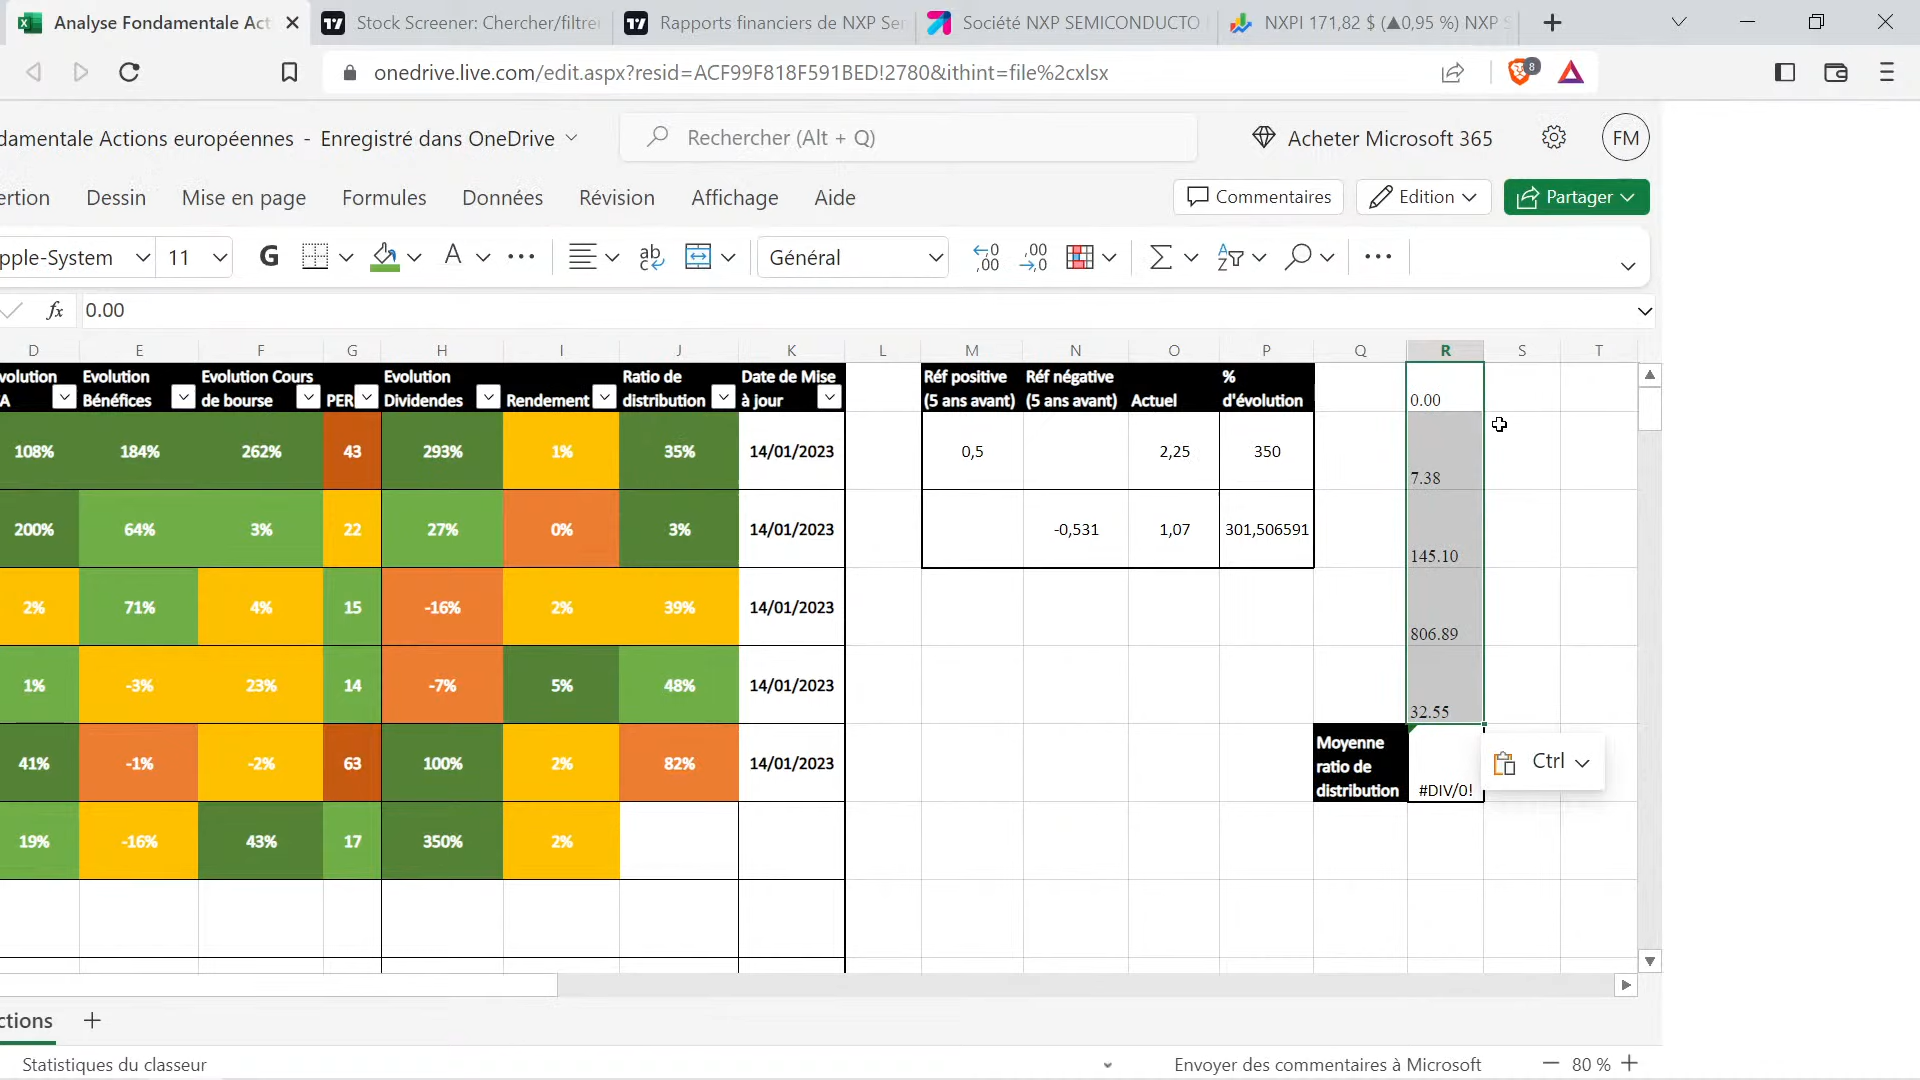 Analyse Fondamentale Act
Stock Screener: Chercher/filtrer
Rapports financiers de NXP Sem
Société NXP SEMICONDUCTO
NXPI 171,82 $ (▲0,95 %) NXP S
onedrive.live.com/edit.aspx?resid=ACF99F818F591BED!2780&ithint=file%2cxlsx
8
damentale Actions européennes - Enregistré dans OneDrive
Rechercher (Alt + Q)
Acheter Microsoft 365
FM
ertion Dessin Mise en page Formules Données Révision Affichage Aide
Commentaires Edition Partager
pple-System 11 G A ab c Général ,00 ,0 A Z
fx 0.00
D E F G H I J K L M N O P Q R S T
volution A
Evolution Bénéfices
Evolution Cours de bourse
PER
Evolution Dividendes
Rendement
Ratio de distribution
Date de Mise à jour
Réf positive (5 ans avant)
Réf négative (5 ans avant)
Actuel
% d'évolution
0.00
108% 184% 262% 43 293% 1% 35% 14/01/2023 0,5 2,25 350 7.38
200% 64% 3% 22 27% 0% 3% 14/01/2023 -0,531 1,07 301,506591 145.10
2% 71% 4% 15 -16% 2% 39% 14/01/2023 806.89
1% -3% 23% 14 -7% 5% 48% 14/01/2023 32.55
41% -1% -2% 63 100% 2% 82% 14/01/2023
Moyenne ratio de distribution
#DIV/0!
Ctrl
19% -16% 43% 17 350% 2%
ctions
Statistiques du classeur
Envoyer des commentaires à Microsoft
80 %